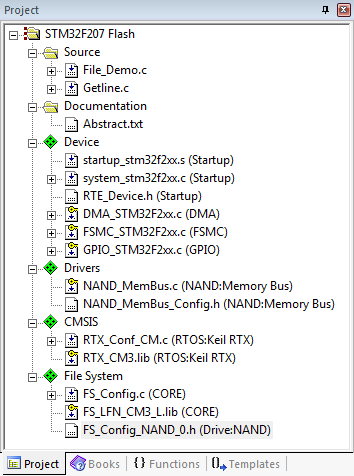 Project
STM32F207 Flash
Source
File_Demo.c
Getline.c
Documentation
Abstract.txt
Device
startup_stm32f2xx.s (Startup)
system_stm32f2xx.c (Startup)
RTE_Device.h (Startup)
DMA_STM32F2xx.c (DMA)
FSMC_STM32F2xx.c (FSMC)
GPIO_STM32F2xx.c (GPIO)
Drivers
NAND_MemBus.c (NAND:Memory Bus)
NAND_MemBus_Config.h (NAND:Memory Bus)
CMSIS
RTX_Conf_CM.c (RTOS:Keil RTX)
RTX_CM3.lib (RTOS:Keil RTX)
File System
FS_Config.c (CORE)
FS_LFN_CM3_L.lib (CORE)
FS_Config_NAND_0.h (Drive:NAND)
Project Books {} Functions Templates